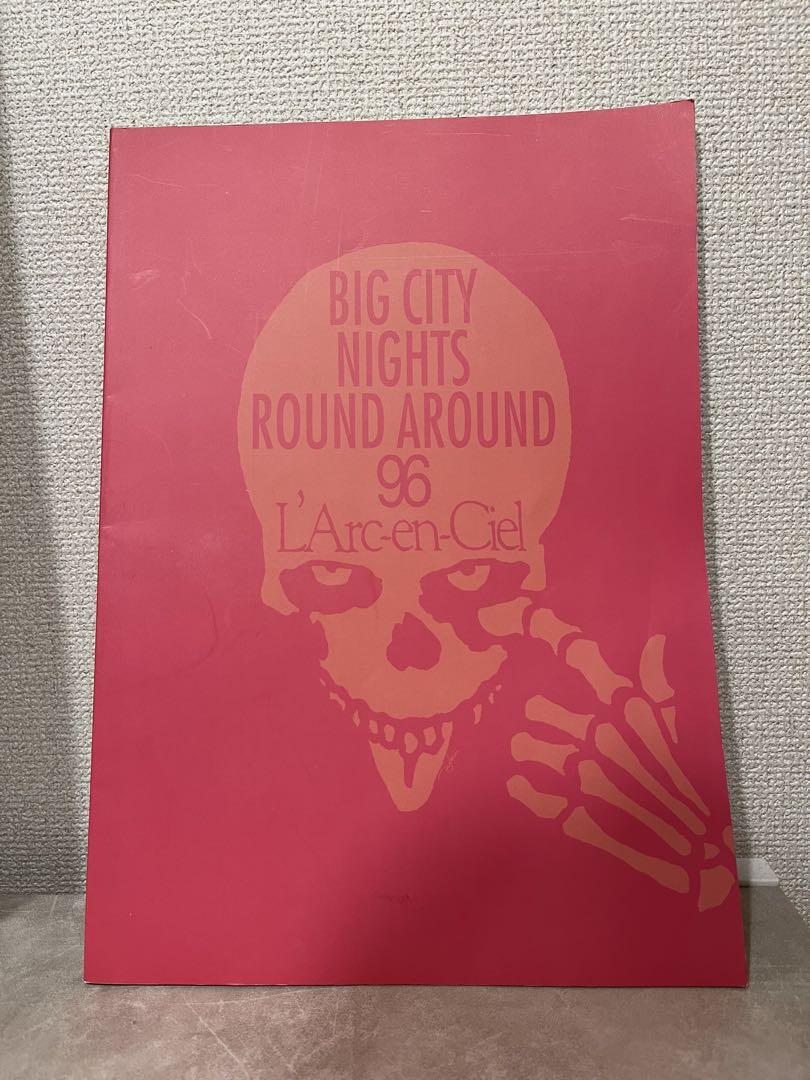 BIG CITY
NIGHTS
ROUND AROUND
96
L'Arc-en-Ciel